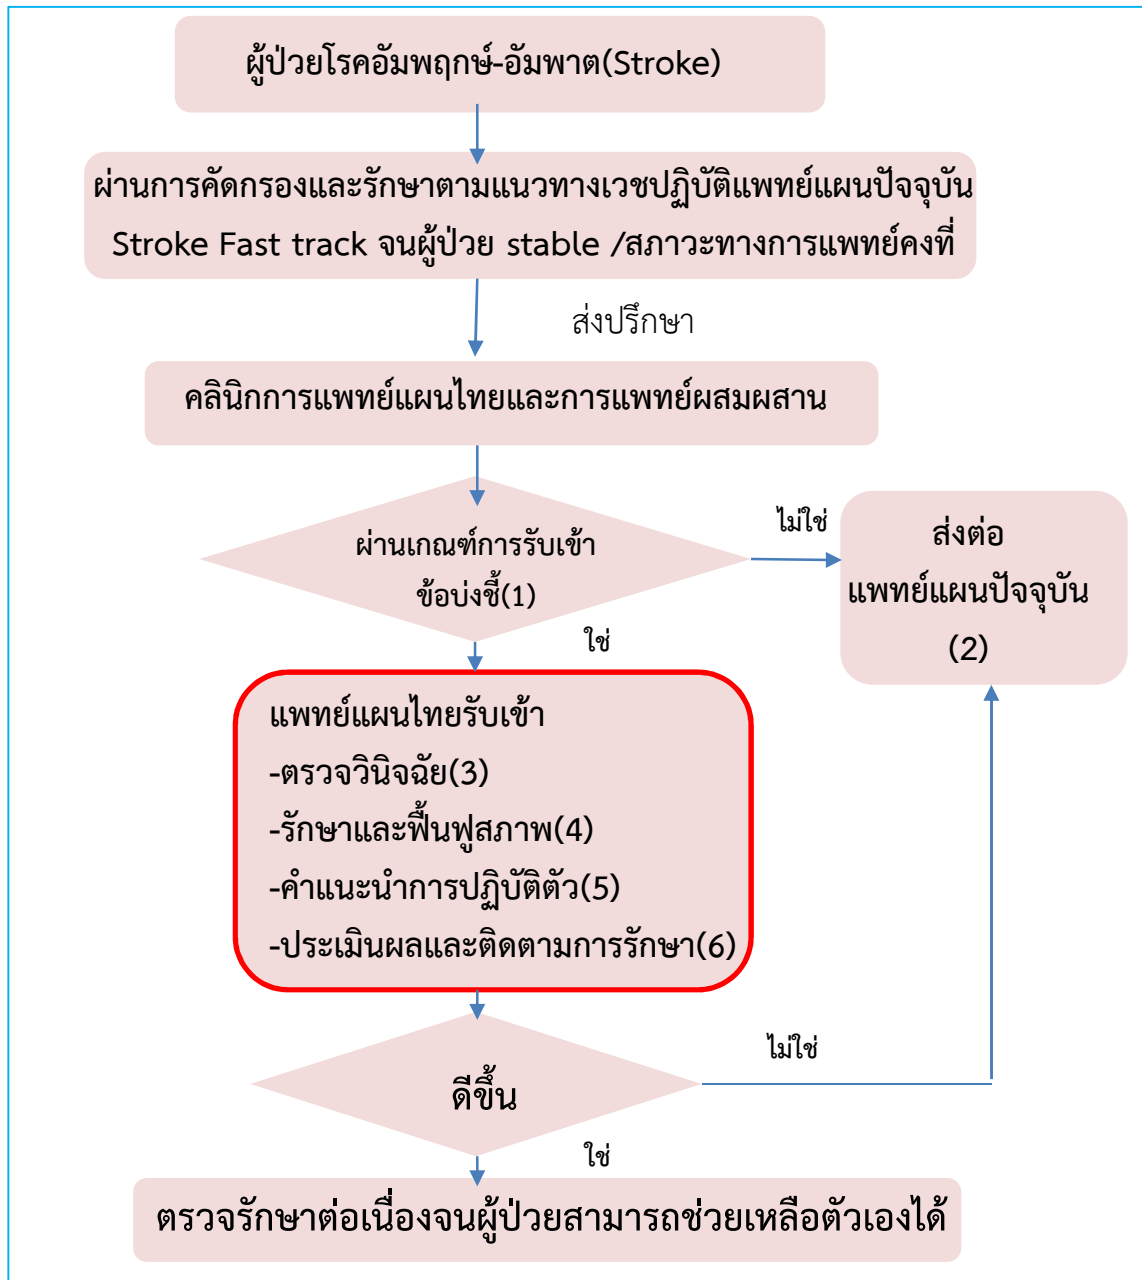 ผู้ป่วยโรคอัมพฤกษ์-อัมพาต(Stroke)
ผ่านการคัดกรองและรักษาตามแนวทางเวชปฏิบัติแพทย์แผนปัจจุบัน
Stroke Fast track จนผู้ป่วย stable /สภาวะทางการแพทย์คงที่
ส่งปรึกษา
คลินิกการแพทย์แผนไทยและการแพทย์ผสมผสาน
ผ่านเกณฑ์การรับเข้า
ข้อบ่งชี้(1)
ไม่ใช่
ส่งต่อ
แพทย์แผนปัจจุบัน
(2)
ใช่
แพทย์แผนไทยรับเข้า
-ตรวจวินิจฉัย(3)
-รักษาและฟื้นฟูสภาพ(4)
-คำแนะนำการปฏิบัติตัว(5)
-ประเมินผลและติดตามการรักษา(6)
ไม่ใช่
ดีขึ้น
ใช่
ตรวจรักษาต่อเนื่องจนผู้ป่วยสามารถช่วยเหลือตัวเองได้